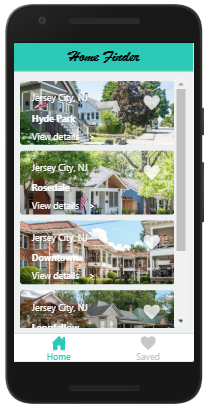 Home Finder
Jersey City, NJ
Hyde Park
View details >
Jersey City, NJ
Rosedale
View details >
Jersey City, NJ
Downtown
View details >
Jersey City, NJ
Longfellow
Home
Saved